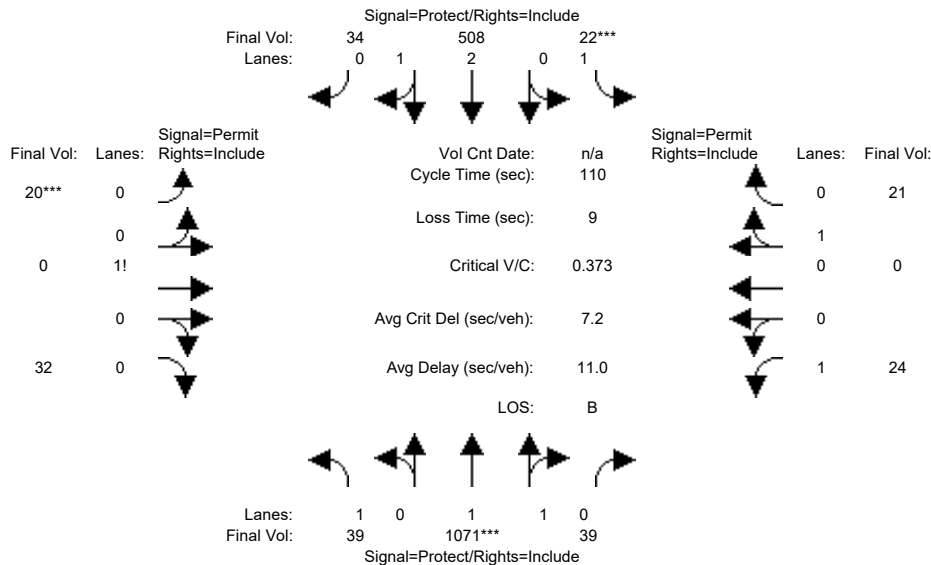 Signal=Protect/Rights=Include
Final Vol: 34 508 22***
Lanes: 0 1 2 0 1
Signal=Permit Signal=Permit
Final Vol: Lanes: Rights=Include Vol Cnt Date: n/a Rights=Include Lanes: Final Vol:
Cycle Time (sec): 110
20*** 0 0 21
Loss Time (sec): 9
0 1
0 1! Critical V/C: 0.373 0 0
0 Avg Crit Del (sec/veh): 7.2 0
32 0 Avg Delay (sec/veh): 11.0 1 24
LOS: B
Lanes: 1 0 1 1 0
Final Vol: 39 1071*** 39
Signal=Protect/Rights=Include